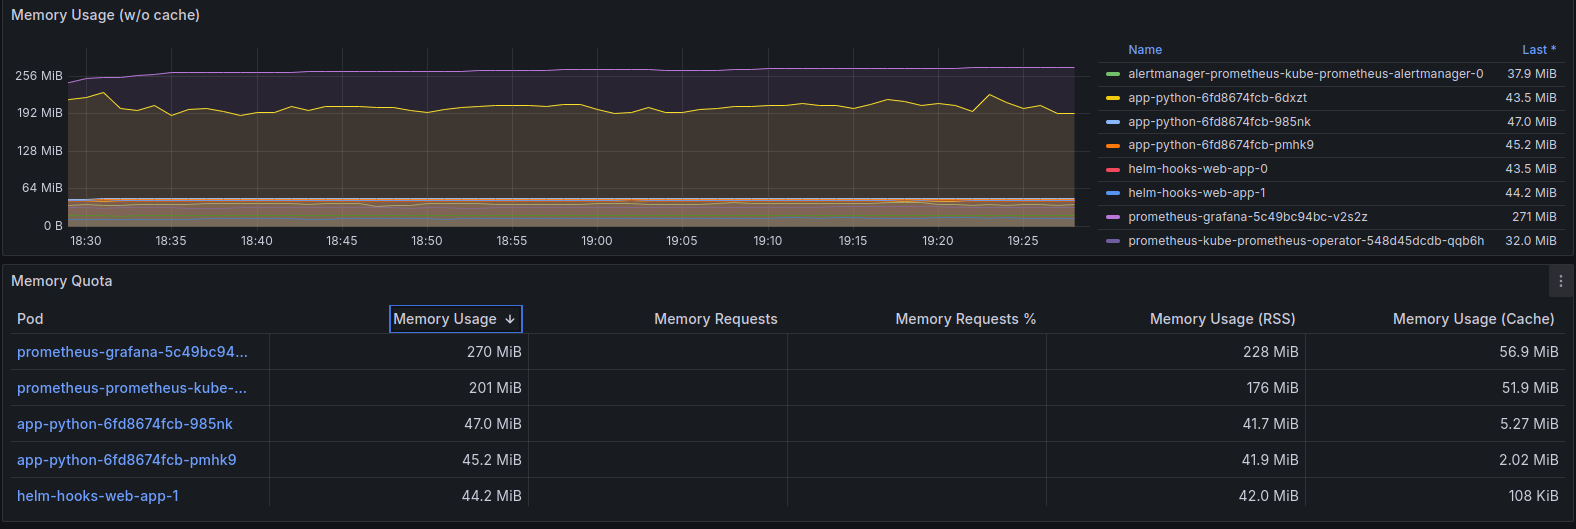 Memory Usage (w/o cache)
Name Last *
256 MiB
192 MiB
128 MiB
64 MiB
0 B
18:30 18:35 18:40 18:45 18:50 18:55 19:00 19:05 19:10 19:15 19:20 19:25
alertmanager-prometheus-kube-prometheus-alertmanager-0 37.9 MiB
app-python-6fd8674fcb-6dxzt 43.5 MiB
app-python-6fd8674fcb-985nk 47.0 MiB
app-python-6fd8674fcb-pmhk9 45.2 MiB
helm-hooks-web-app-0 43.5 MiB
helm-hooks-web-app-1 44.2 MiB
prometheus-grafana-5c49bc94bc-v2s2z 271 MiB
prometheus-kube-prometheus-operator-548d45dcdb-qqb6h 32.0 MiB
Memory Quota
Pod Memory Usage ↓ Memory Requests Memory Requests % Memory Usage (RSS) Memory Usage (Cache)
prometheus-grafana-5c49bc94... 270 MiB 228 MiB 56.9 MiB
prometheus-prometheus-kube-... 201 MiB 176 MiB 51.9 MiB
app-python-6fd8674fcb-985nk 47.0 MiB 41.7 MiB 5.27 MiB
app-python-6fd8674fcb-pmhk9 45.2 MiB 41.9 MiB 2.02 MiB
helm-hooks-web-app-1 44.2 MiB 42.0 MiB 108 KiB